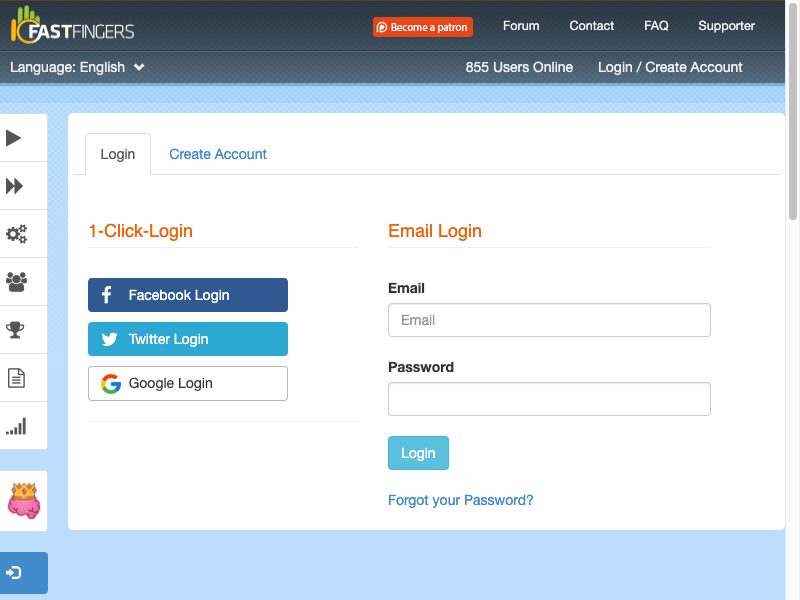 10FASTFINGERS
Become a patron
Forum
Contact
FAQ
Supporter
Language: English
855 Users Online
Login / Create Account
Login
Create Account
1-Click-Login
Facebook Login
Twitter Login
Google Login
Email Login
Email
Email
Password
Login
Forgot your Password?